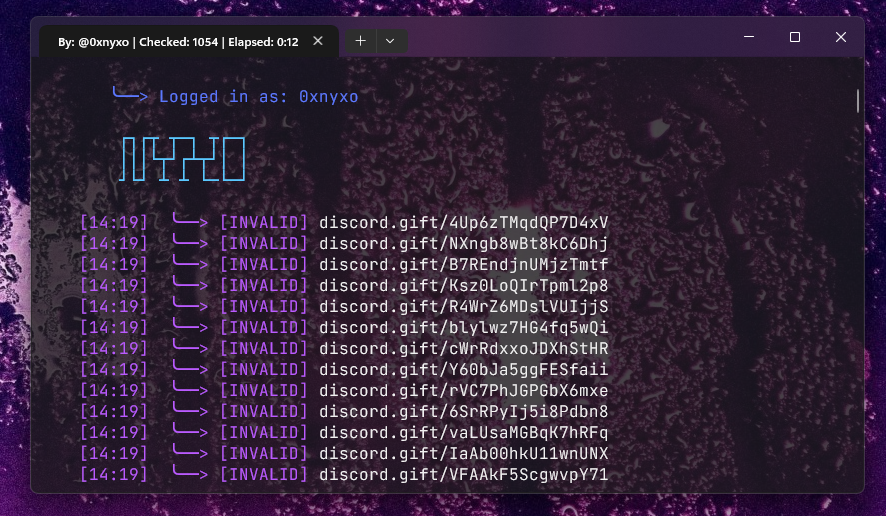 By: @0xnyxo | Checked: 1054 | Elapsed: 0:12
╰──> Logged in as: 0xnyxo
NYXO
[14:19] ╰──> [INVALID] discord.gift/4Up6zTMqdQP7D4xV
[14:19] ╰──> [INVALID] discord.gift/NXngb8wBt8kC6Dhj
[14:19] ╰──> [INVALID] discord.gift/B7REndjnUMjzTmtf
[14:19] ╰──> [INVALID] discord.gift/Ksz0LoQIrTpml2p8
[14:19] ╰──> [INVALID] discord.gift/R4WrZ6MDslVUIjjS
[14:19] ╰──> [INVALID] discord.gift/blylwz7HG4fq5wQi
[14:19] ╰──> [INVALID] discord.gift/cWrRdxxoJDXhStHR
[14:19] ╰──> [INVALID] discord.gift/Y60bJa5ggFESfaii
[14:19] ╰──> [INVALID] discord.gift/rVC7PhJGPGbX6mxe
[14:19] ╰──> [INVALID] discord.gift/6SrRPyIj5i8Pdbn8
[14:19] ╰──> [INVALID] discord.gift/vaLUsaMGBqK7hRFq
[14:19] ╰──> [INVALID] discord.gift/IaAb00hkU11wnUNX
[14:19] ╰──> [INVALID] discord.gift/VFAAkF5ScgwvpY71